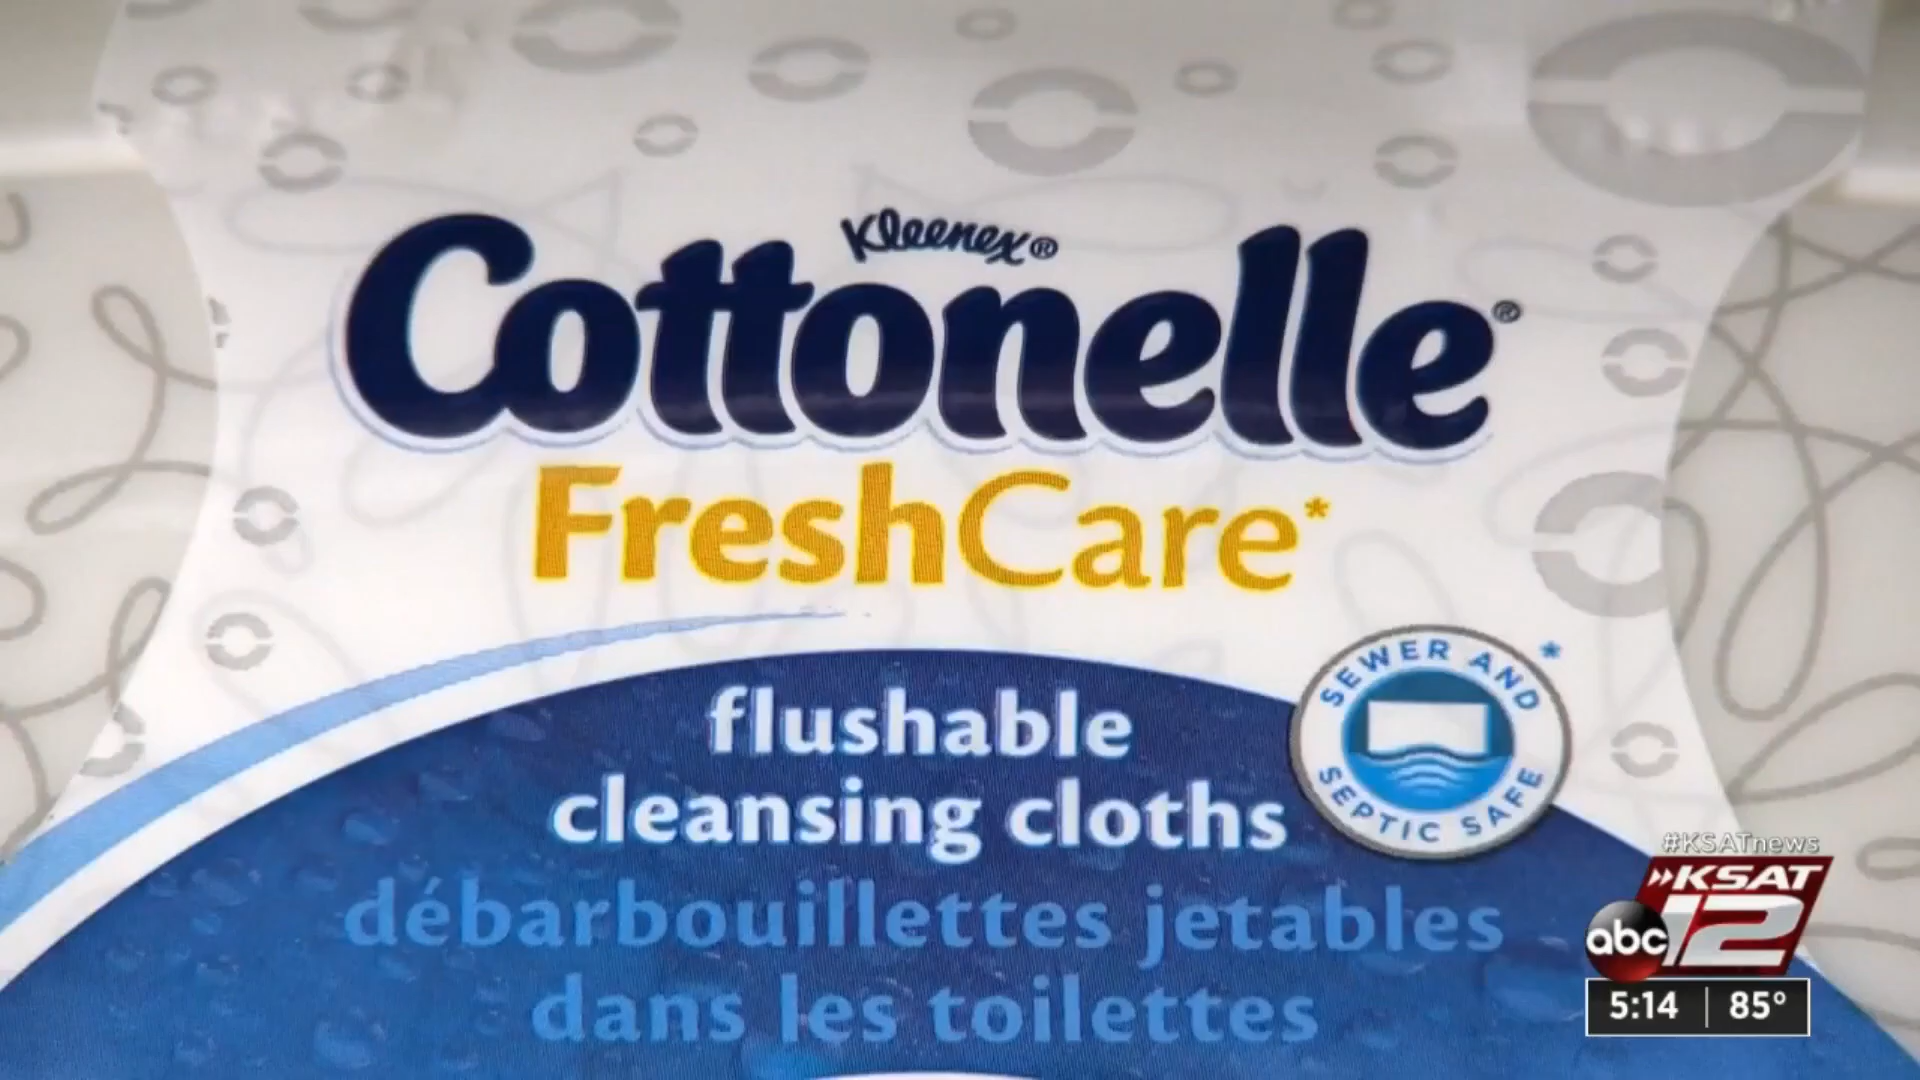 Kleenex®
Cottonelle®
FreshCare*
flushable
cleansing cloths
débarbouillettes jetables
dans les toilettes
SEWER AND
SEPTIC SAFE
*
#KSATnews
KSAT
abc 12
5:14 85°